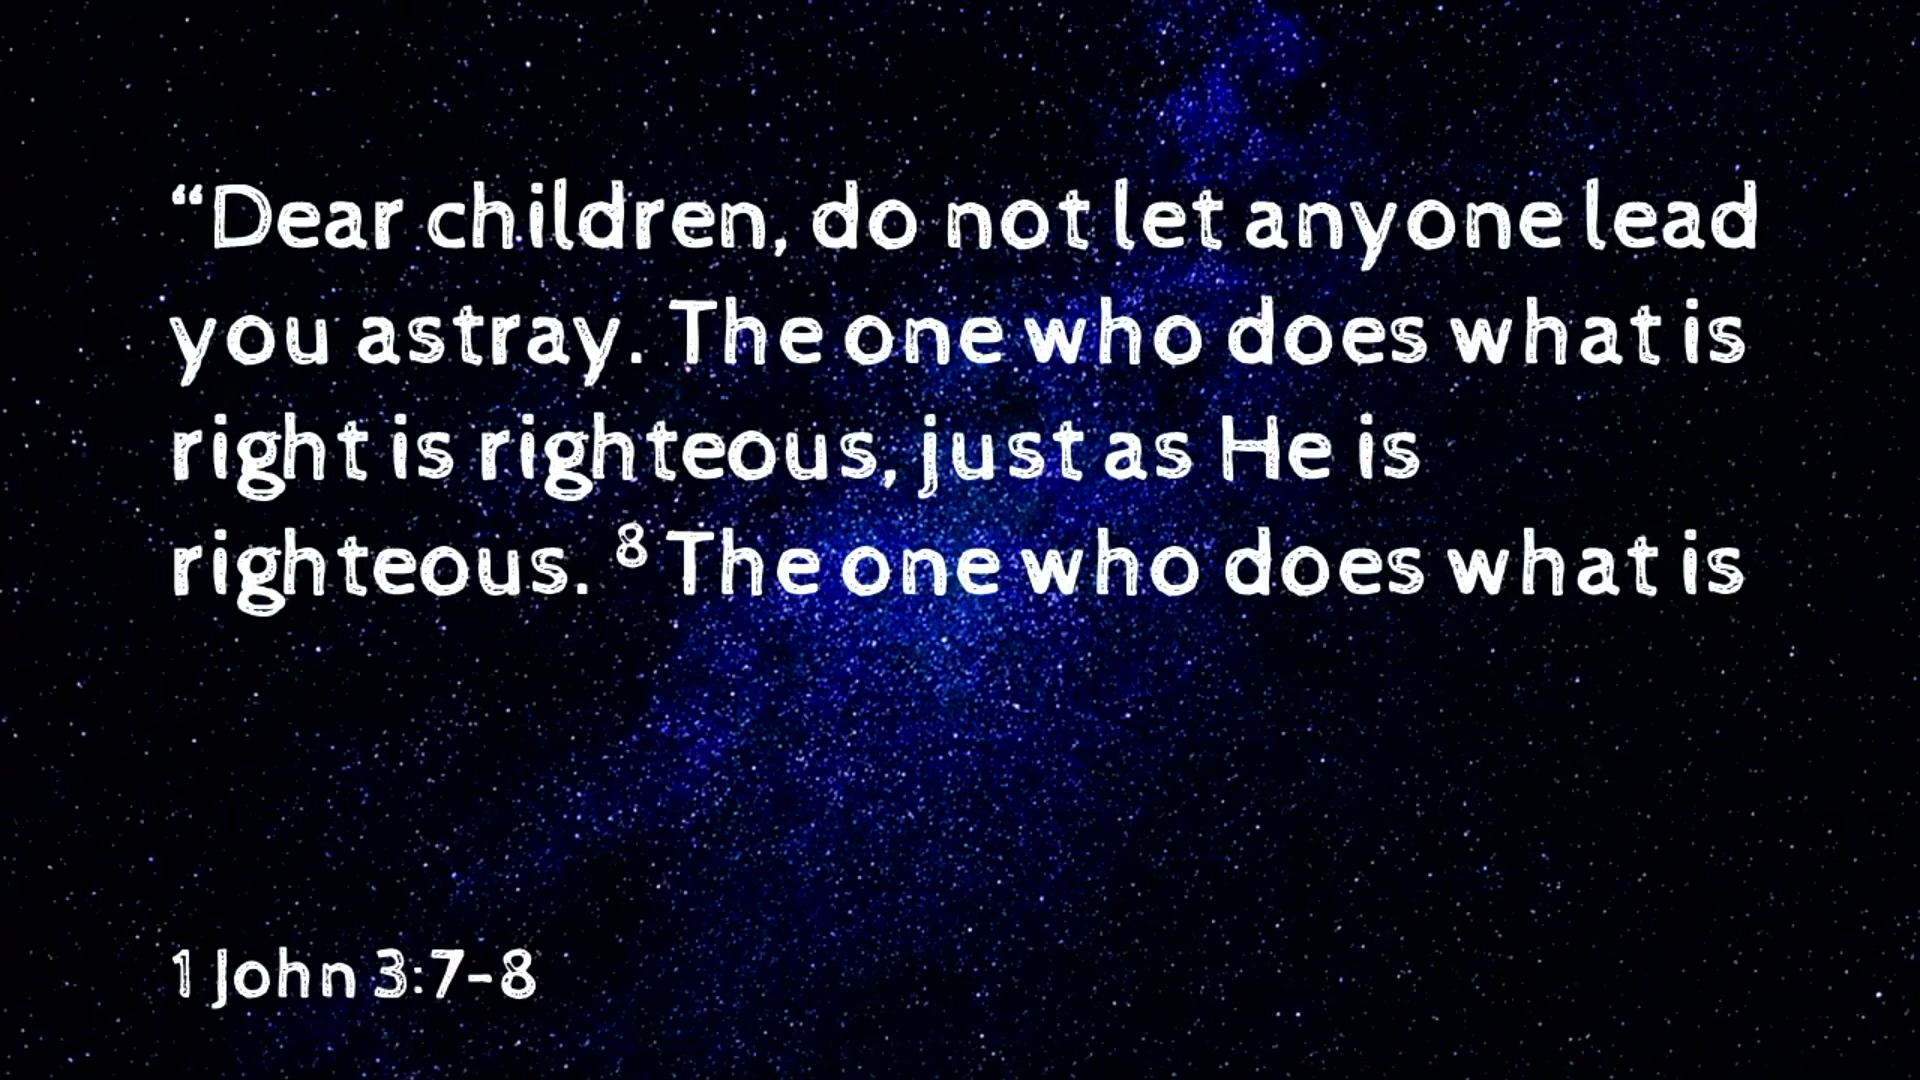 “Dear children, do not let anyone lead
you astray. The one who does what is
right is righteous, just as He is
righteous. ⁸ The one who does what is
1 John 3:7-8